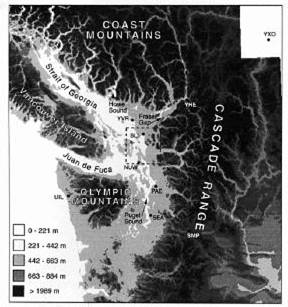 COAST
MOUNTAINS
YXO
Strait of Georgia
Vancouver Island
Howe
Sound
YVR
Fraser
Gap
YHE
CASCADE RANGE
Juan de Fuca
NUW
OLYMPIC
MOUNTAINS
UIL
PAE
Puget
Sound
SEA
SMP
0 - 221 m
221 - 442 m
442 - 663 m
663 - 884 m
> 1989 m